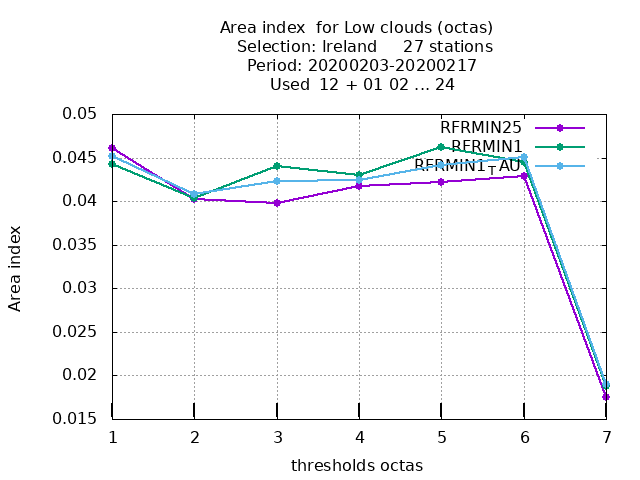 Area index  for Low clouds (octas)
Selection: Ireland     27 stations
Period: 20200203-20200217
Used  12 + 01 02 ... 24
0.05
0.045
0.04
0.035
0.03
0.025
0.02
0.015
Area index
RFRMIN25
RFRMIN1
RFRMIN1TAU
1 2 3 4 5 6 7
thresholds octas